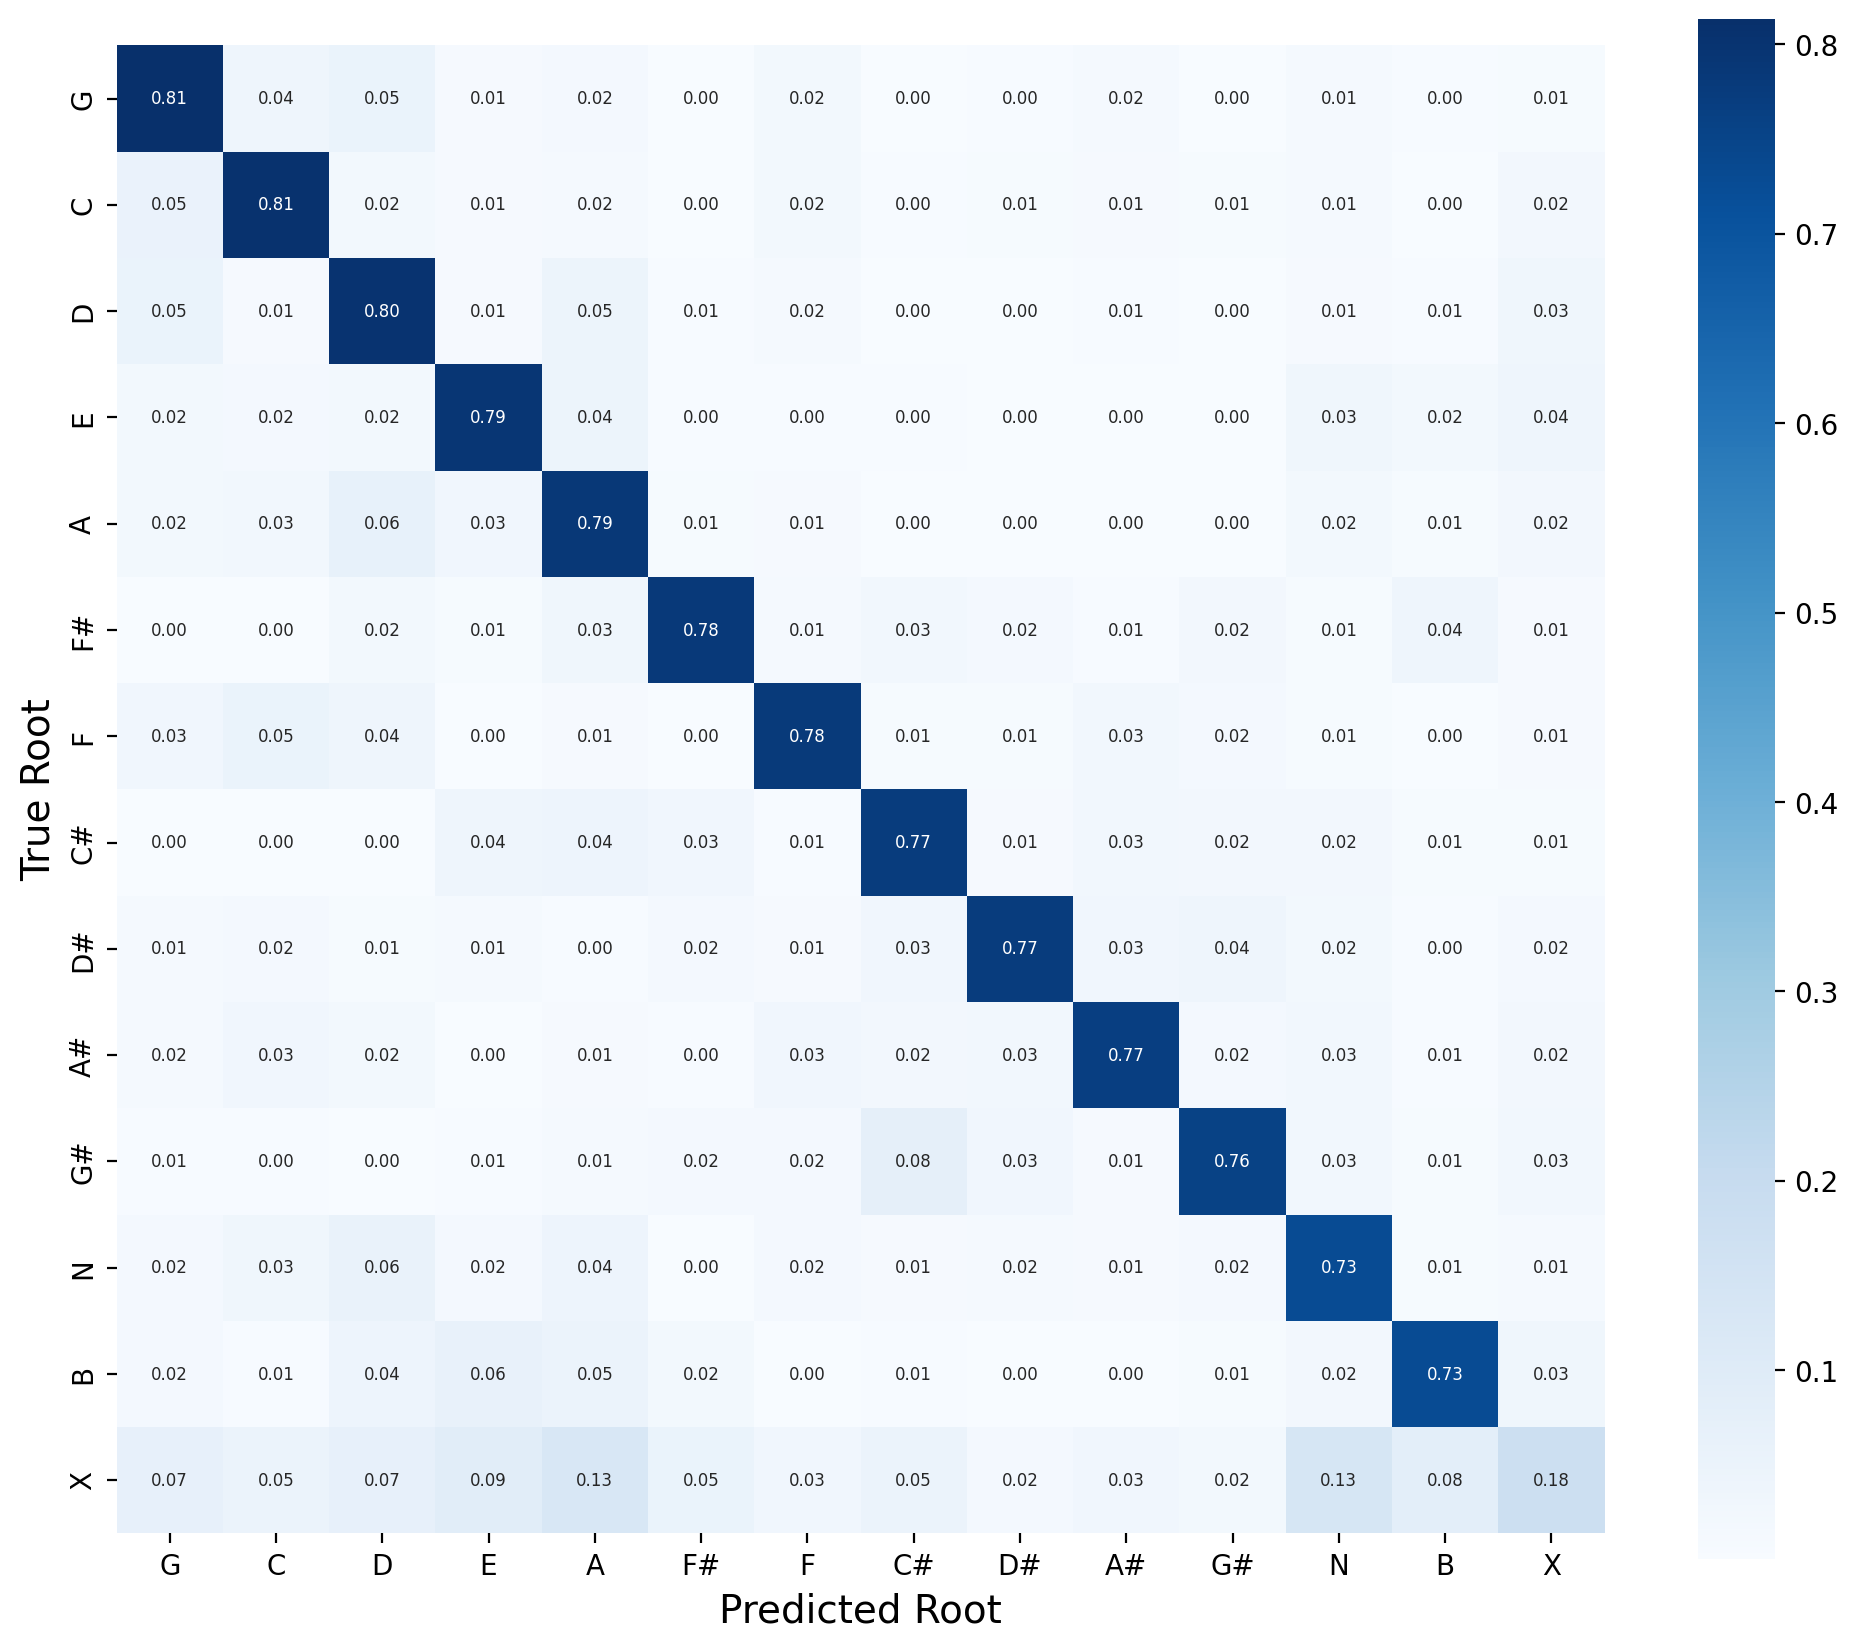 G 0.81 0.04 0.05 0.01 0.02 0.00 0.02 0.00 0.00 0.02 0.00 0.01 0.00 0.01
C 0.05 0.81 0.02 0.01 0.02 0.00 0.02 0.00 0.01 0.01 0.01 0.01 0.00 0.02
D 0.05 0.01 0.80 0.01 0.05 0.01 0.02 0.00 0.00 0.01 0.00 0.01 0.01 0.03
E 0.02 0.02 0.02 0.79 0.04 0.00 0.00 0.00 0.00 0.00 0.00 0.03 0.02 0.04
A 0.02 0.03 0.06 0.03 0.79 0.01 0.01 0.00 0.00 0.00 0.00 0.02 0.01 0.02
F# 0.00 0.00 0.02 0.01 0.03 0.78 0.01 0.03 0.02 0.01 0.02 0.01 0.04 0.01
F 0.03 0.05 0.04 0.00 0.01 0.00 0.78 0.01 0.01 0.03 0.02 0.01 0.00 0.01
C# 0.00 0.00 0.00 0.04 0.04 0.03 0.01 0.77 0.01 0.03 0.02 0.02 0.01 0.01
D# 0.01 0.02 0.01 0.01 0.00 0.02 0.01 0.03 0.77 0.03 0.04 0.02 0.00 0.02
A# 0.02 0.03 0.02 0.00 0.01 0.00 0.03 0.02 0.03 0.77 0.02 0.03 0.01 0.02
G# 0.01 0.00 0.00 0.01 0.01 0.02 0.02 0.08 0.03 0.01 0.76 0.03 0.01 0.03
N 0.02 0.03 0.06 0.02 0.04 0.00 0.02 0.01 0.02 0.01 0.02 0.73 0.01 0.01
B 0.02 0.01 0.04 0.06 0.05 0.02 0.00 0.01 0.00 0.00 0.01 0.02 0.73 0.03
X 0.07 0.05 0.07 0.09 0.13 0.05 0.03 0.05 0.02 0.03 0.02 0.13 0.08 0.18
G C D E A F# F C# D# A# G# N B X
Predicted Root
True Root
0.8
0.7
0.6
0.5
0.4
0.3
0.2
0.1